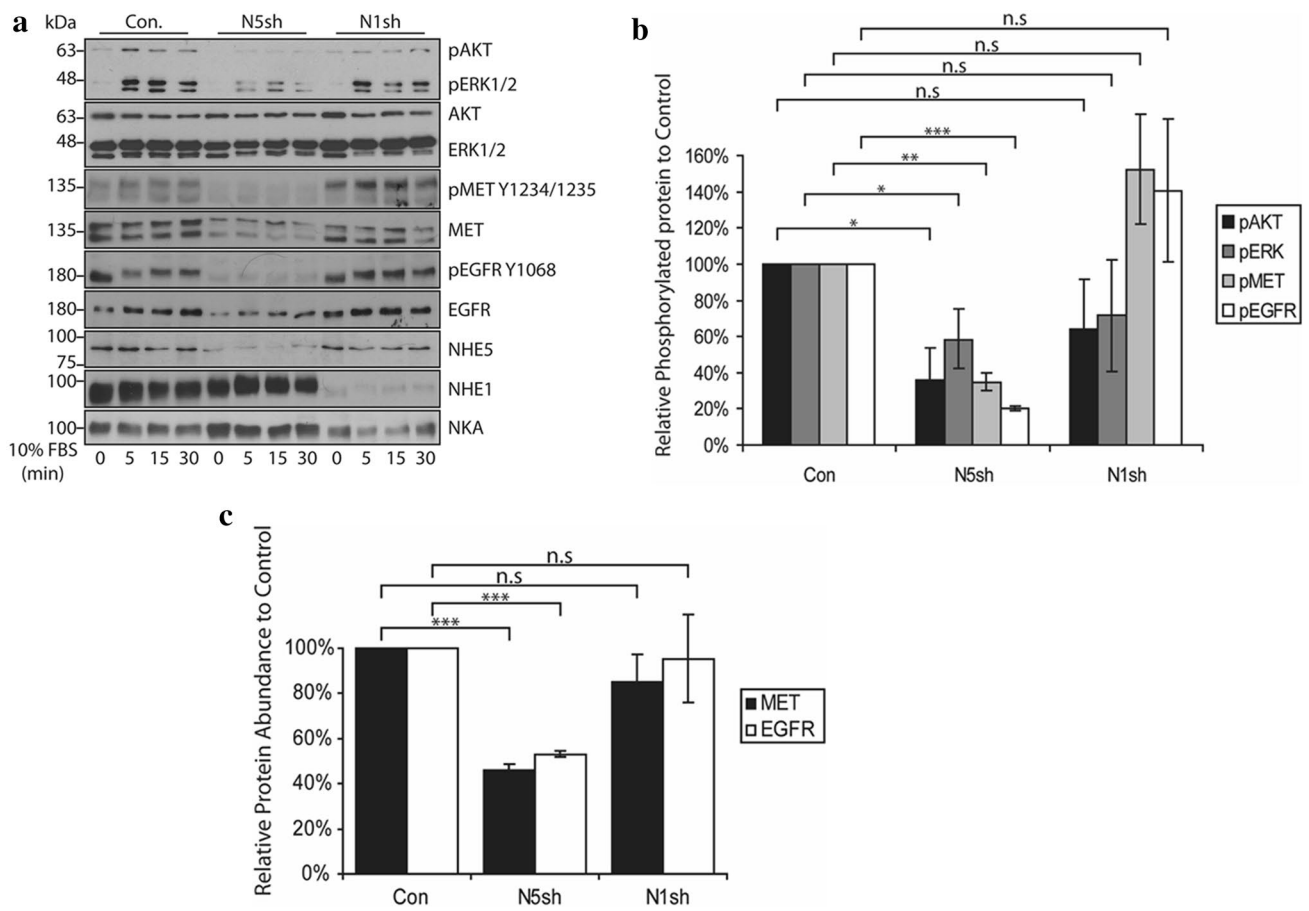 a
kDa
Con.
N5sh
N1sh
63
pAKT
48
pERK1/2
63
AKT
48
ERK1/2
135
pMET Y1234/1235
135
MET
180
pEGFR Y1068
180
EGFR
100
75
NHE5
100
NHE1
100
NKA
10% FBS
(min)
0 5 15 30 0 5 15 30 0 5 15 30
b
n.s
n.s
n.s
n.s
***
**
*
*
Relative Phosphorylated protein to Control
160%
140%
120%
100%
80%
60%
40%
20%
0%
Con
N5sh
N1sh
pAKT
pERK
pMET
pEGFR
c
n.s
n.s
***
***
Relative Protein Abundance to Control
100%
80%
60%
40%
20%
0%
Con
N5sh
N1sh
MET
EGFR